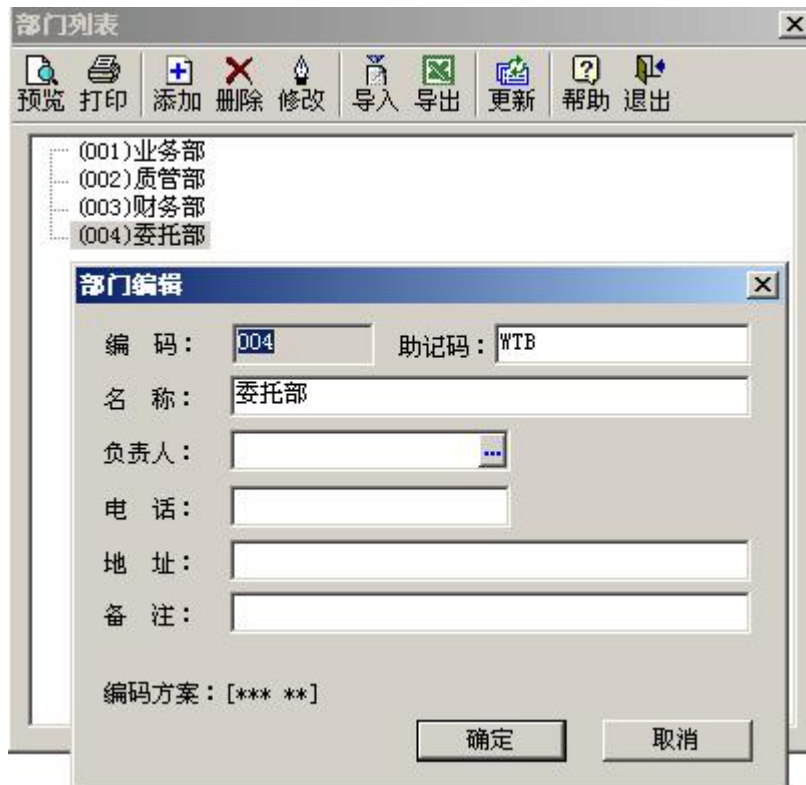 部门列表
预览 打印 添加 删除 修改 导入 导出 更新 帮助 退出
(001)业务部
(002)质管部
(003)财务部
(004)委托部
部门编辑
编 码： 004 助记码： WTB
名 称： 委托部
负责人： ...
电 话：
地 址：
备 注：
编码方案：[*** **]
确定 取消